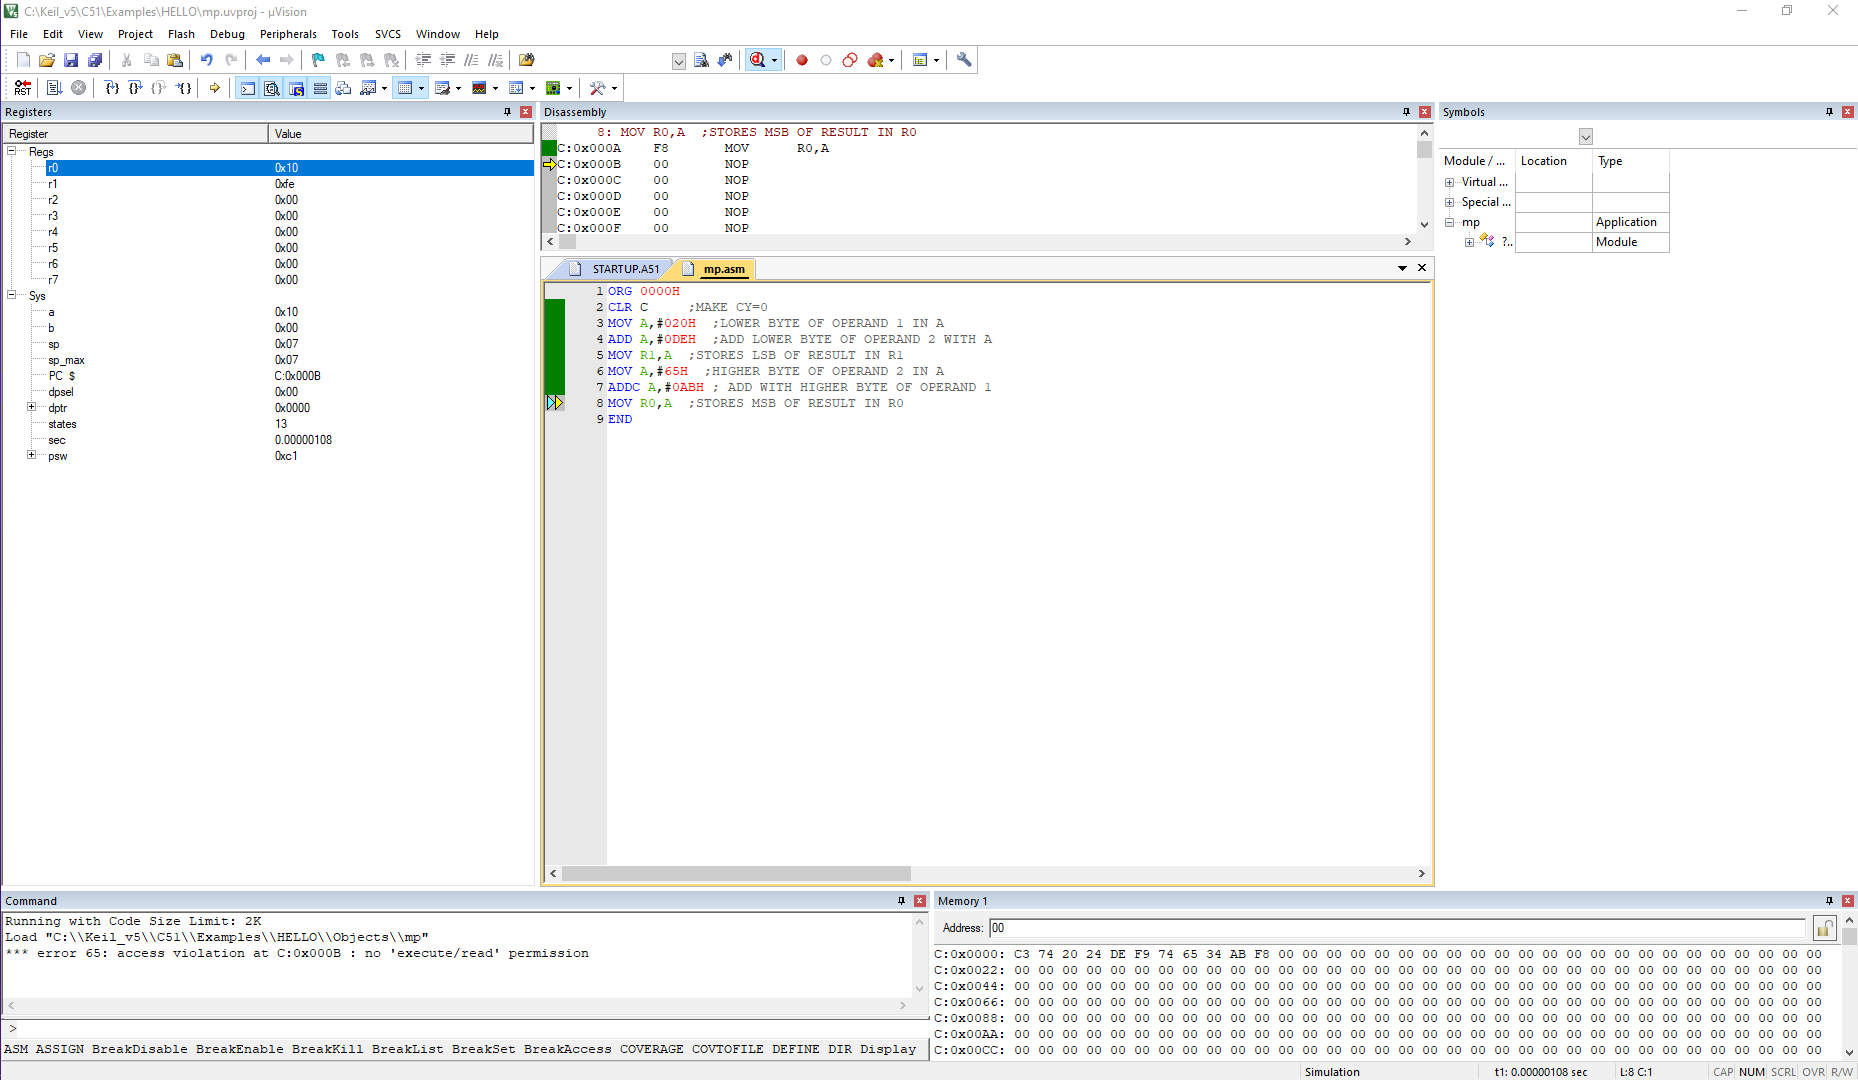 C:\Keil_v5\C51\Examples\HELLO\mp.uvproj - µVision
File Edit View Project Flash Debug Peripherals Tools SVCS Window Help
RST
Registers
Register Value
Regs
r0 0x10
r1 0xfe
r2 0x00
r3 0x00
r4 0x00
r5 0x00
r6 0x00
r7 0x00
Sys
a 0x10
b 0x00
sp 0x07
sp_max 0x07
PC $ C:0x000B
dpsel 0x00
dptr 0x0000
states 13
sec 0.00000108
psw 0xc1
Disassembly
8: MOV R0,A ;STORES MSB OF RESULT IN R0
C:0x000A F8 MOV R0,A
C:0x000B 00 NOP
C:0x000C 00 NOP
C:0x000D 00 NOP
C:0x000E 00 NOP
C:0x000F 00 NOP
STARTUP.A51 mp.asm
1 ORG 0000H
2 CLR C ;MAKE CY=0
3 MOV A,#020H ;LOWER BYTE OF OPERAND 1 IN A
4 ADD A,#0DEH ;ADD LOWER BYTE OF OPERAND 2 WITH A
5 MOV R1,A ;STORES LSB OF RESULT IN R1
6 MOV A,#65H ;HIGHER BYTE OF OPERAND 2 IN A
7 ADDC A,#0ABH ; ADD WITH HIGHER BYTE OF OPERAND 1
8 MOV R0,A ;STORES MSB OF RESULT IN R0
9 END
Symbols
Module / ... Location Type
Virtual ...
Special ...
mp Application
?.. Module
Command
Running with Code Size Limit: 2K
Load "C:\\Keil_v5\\C51\\Examples\\HELLO\\Objects\\mp"
*** error 65: access violation at C:0x000B : no 'execute/read' permission
>
ASM ASSIGN BreakDisable BreakEnable BreakKill BreakList BreakSet BreakAccess COVERAGE COVTOFILE DEFINE DIR Display
Memory 1
Address: 00
C:0x0000: C3 74 20 24 DE F9 74 65 34 AB F8 00 00 00 00 00 00 00 00 00 00 00 00 00 00 00 00 00 00 00 00 00 00 00
C:0x0022: 00 00 00 00 00 00 00 00 00 00 00 00 00 00 00 00 00 00 00 00 00 00 00 00 00 00 00 00 00 00 00 00 00 00
C:0x0044: 00 00 00 00 00 00 00 00 00 00 00 00 00 00 00 00 00 00 00 00 00 00 00 00 00 00 00 00 00 00 00 00 00 00
C:0x0066: 00 00 00 00 00 00 00 00 00 00 00 00 00 00 00 00 00 00 00 00 00 00 00 00 00 00 00 00 00 00 00 00 00 00
C:0x0088: 00 00 00 00 00 00 00 00 00 00 00 00 00 00 00 00 00 00 00 00 00 00 00 00 00 00 00 00 00 00 00 00 00 00
C:0x00AA: 00 00 00 00 00 00 00 00 00 00 00 00 00 00 00 00 00 00 00 00 00 00 00 00 00 00 00 00 00 00 00 00 00 00
C:0x00CC: 00 00 00 00 00 00 00 00 00 00 00 00 00 00 00 00 00 00 00 00 00 00 00 00 00 00 00 00 00 00 00 00 00 00
Simulation t1: 0.00000108 sec L:8 C:1 CAP NUM SCRL OVR R/W